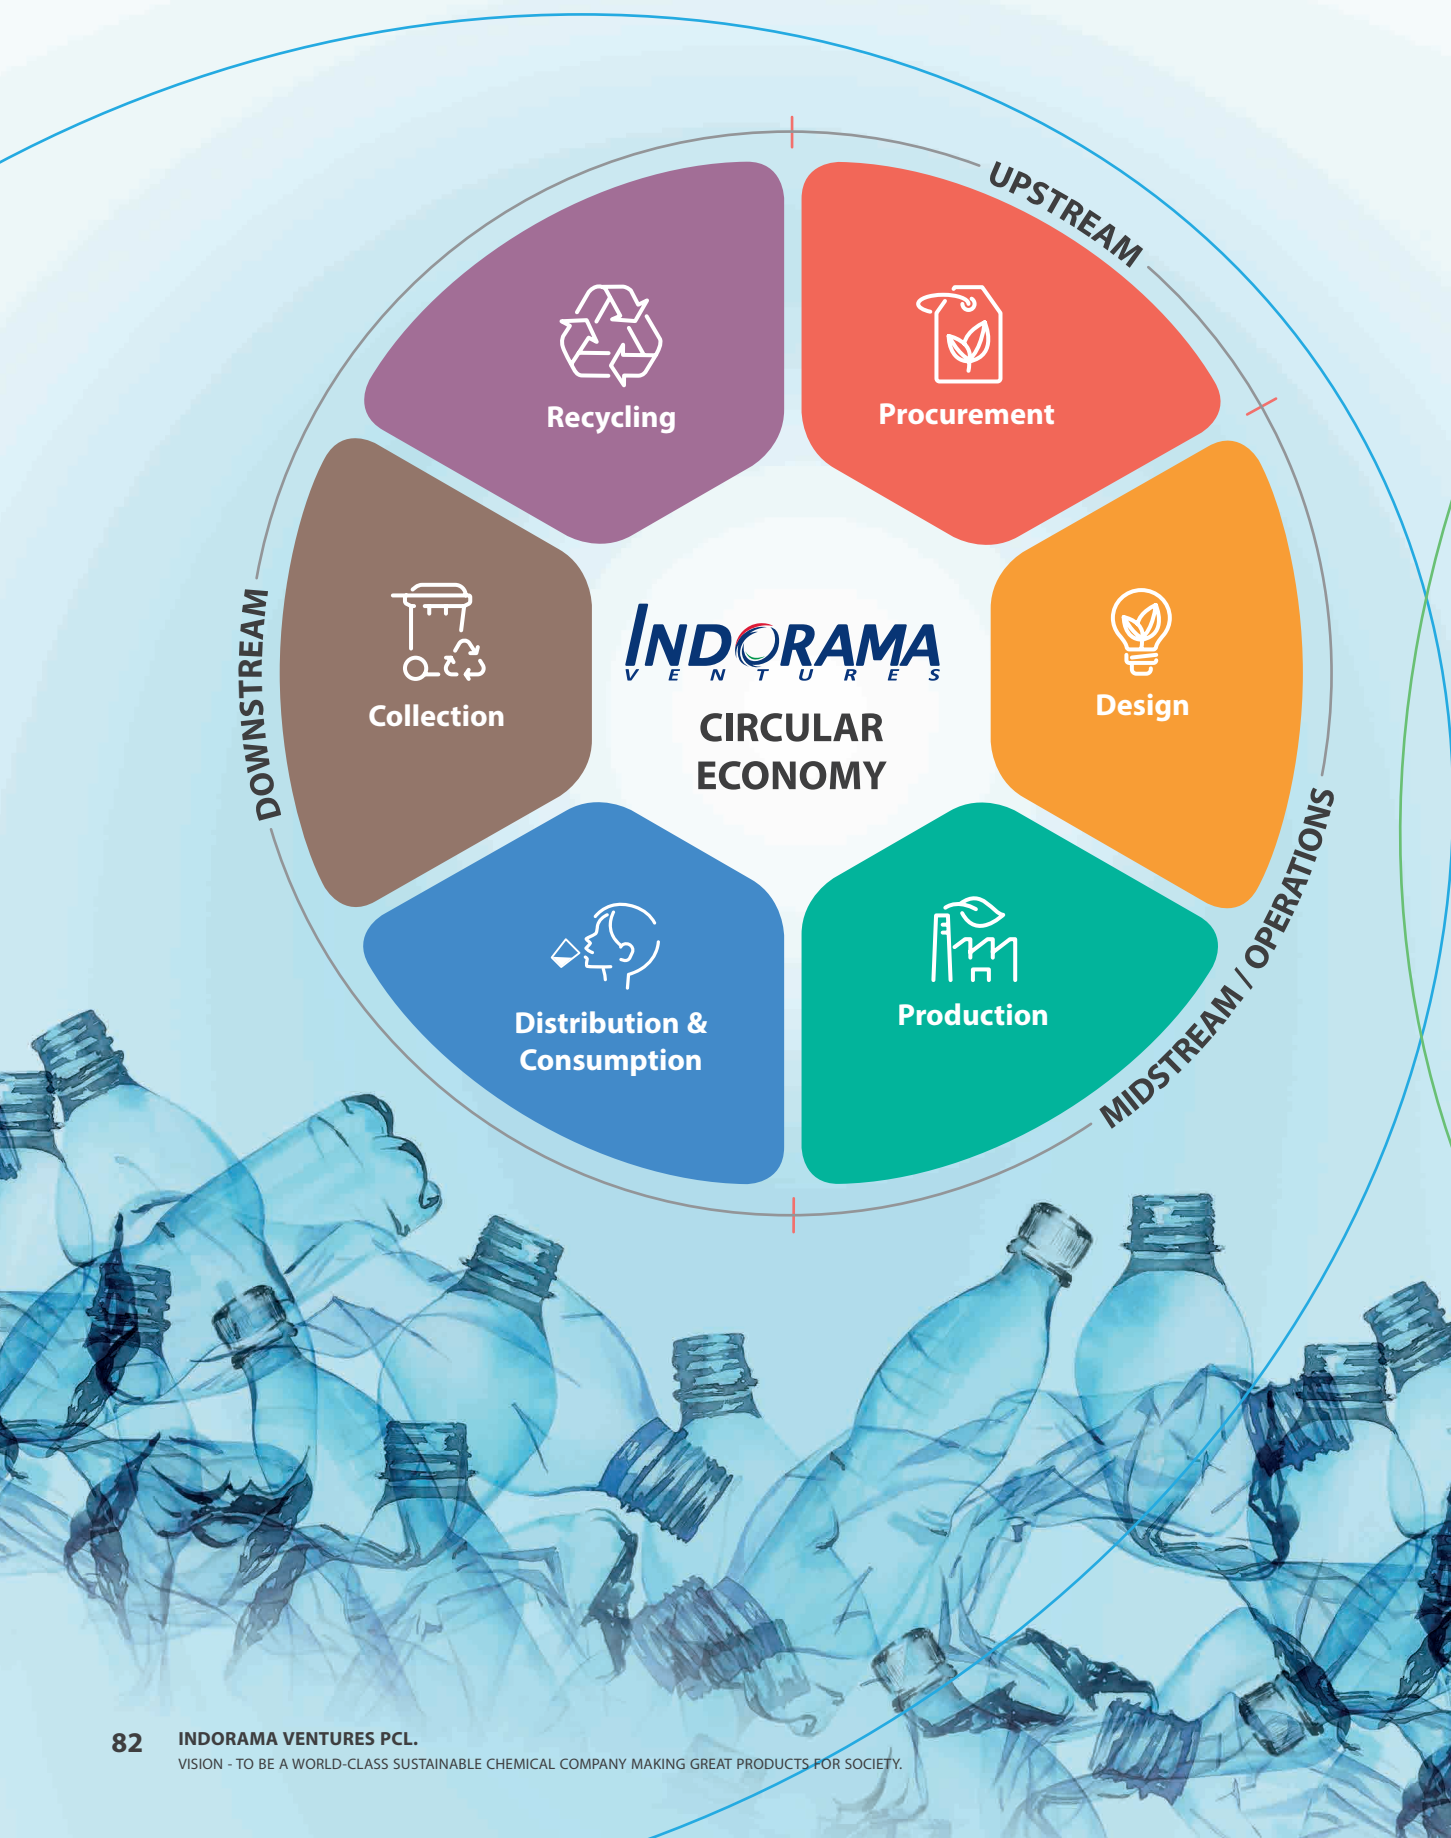 UPSTREAM
Recycling
Procurement
DOWNSTREAM
Collection
INDORAMA
VENTURES
CIRCULAR
ECONOMY
Design
MIDSTREAM / OPERATIONS
Distribution &
Consumption
Production
82 INDORAMA VENTURES PCL.
VISION - TO BE A WORLD-CLASS SUSTAINABLE CHEMICAL COMPANY MAKING GREAT PRODUCTS FOR SOCIETY.